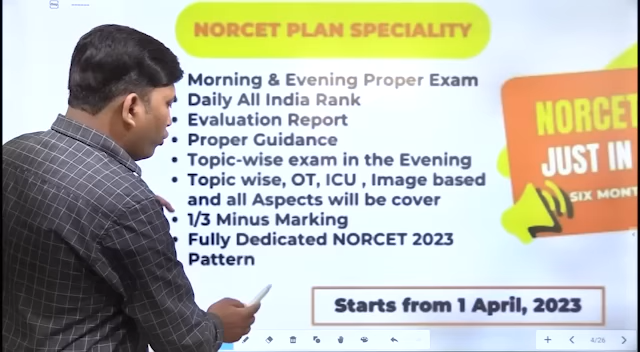 NORCET PLAN SPECIALITY
Morning & Evening Proper Exam
Daily All India Rank
• Evaluation Report
• Proper Guidance
• Topic-wise exam in the Evening
• Topic wise, OT, ICU , Image based
and all Aspects will be cover
• 1/3 Minus Marking
• Fully Dedicated NORCET 2023
Pattern
NORCET
JUST IN
SIX MONT
Starts from 1 April, 2023
4/26